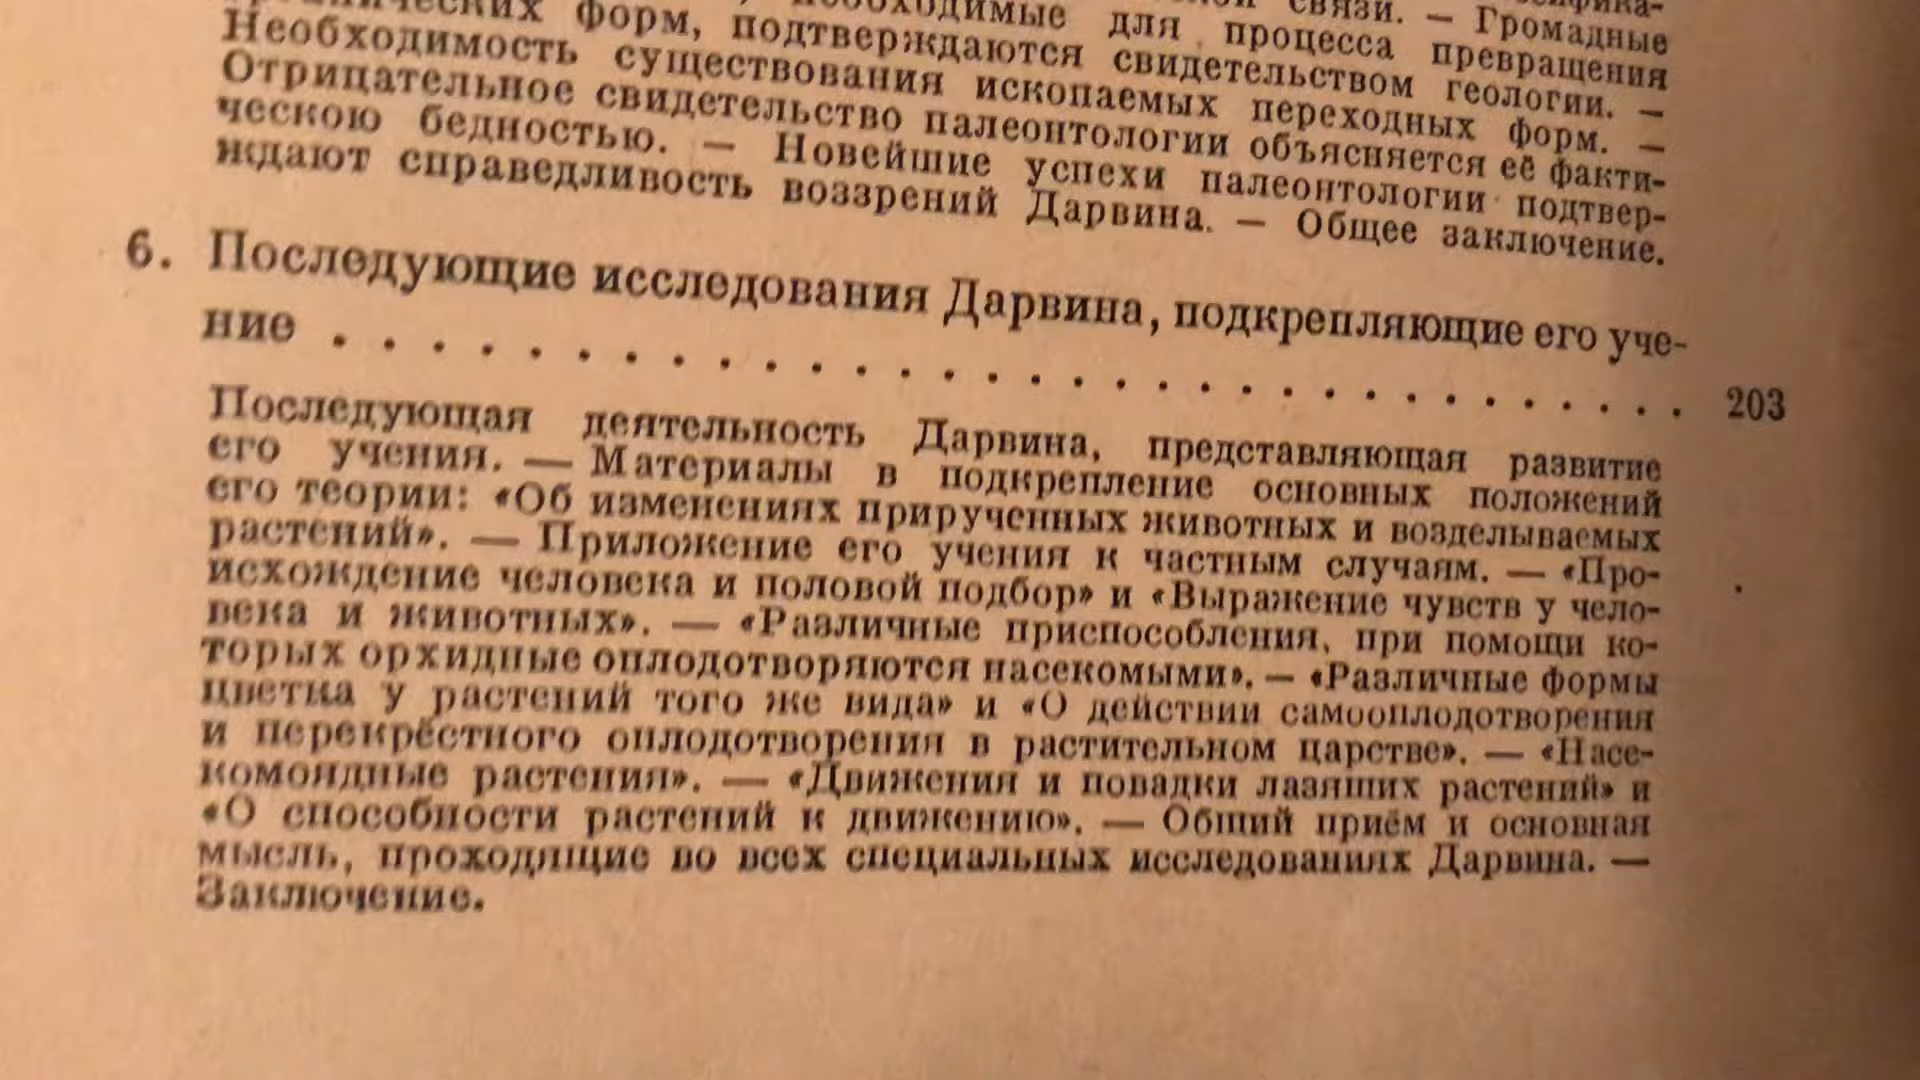 связи. — Громадные
форм, необходимые для процесса превращения
форм, подтверждаются свидетельством геологии. —
Необходимость существования ископаемых переходных форм. —
Отрицательное свидетельство палеонтологии объясняется её факти-
ческою бедностью. — Новейшие успехи палеонтологии подтвер-
ждают справедливость воззрений Дарвина. — Общее заключение.
6. Последующие исследования Дарвина, подкрепляющие его уче-
ние . . . . . . . . . . . . . . . . . . . . . . . . . . . . . . . . 203
Последующая деятельность Дарвина, представляющая развитие
его учения. — Материалы в подкрепление основных положений
его теории: «Об изменениях прирученных животных и возделываемых
растений». — Приложение его учения к частным случаям. — «Про-
исхождение человека и половой подбор» и «Выражение чувств у чело-
века и животных». — «Различные приспособления, при помощи ко-
торых орхидные оплодотворяются насекомыми». — «Различные формы
цветка у растений того же вида» и «О действии самооплодотворения
и перекрёстного оплодотворения в растительном царстве». — «Насе-
комоядные растения». — «Движения и повадки лазящих растений» и
«О способности растений к движению». — Общий приём и основная
мысль, проходящие во всех специальных исследованиях Дарвина. —
Заключение.